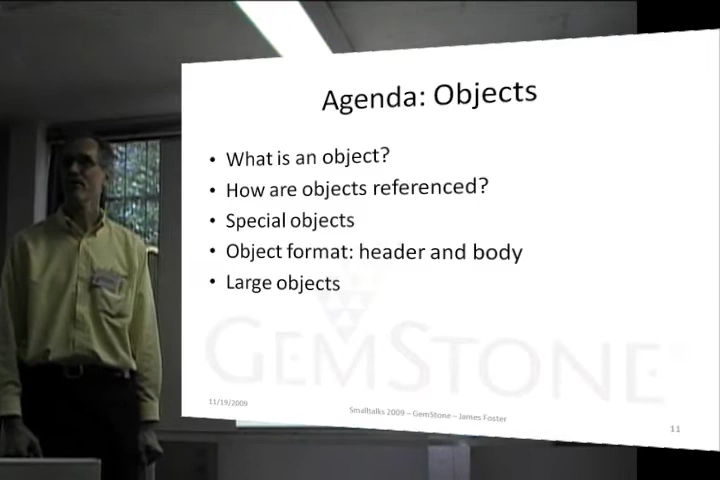 Agenda: Objects
• What is an object?
• How are objects referenced?
• Special objects
• Object format: header and body
• Large objects
GEMSTONE
11/19/2009
Smalltalks 2009 – GemStone – James Foster
11